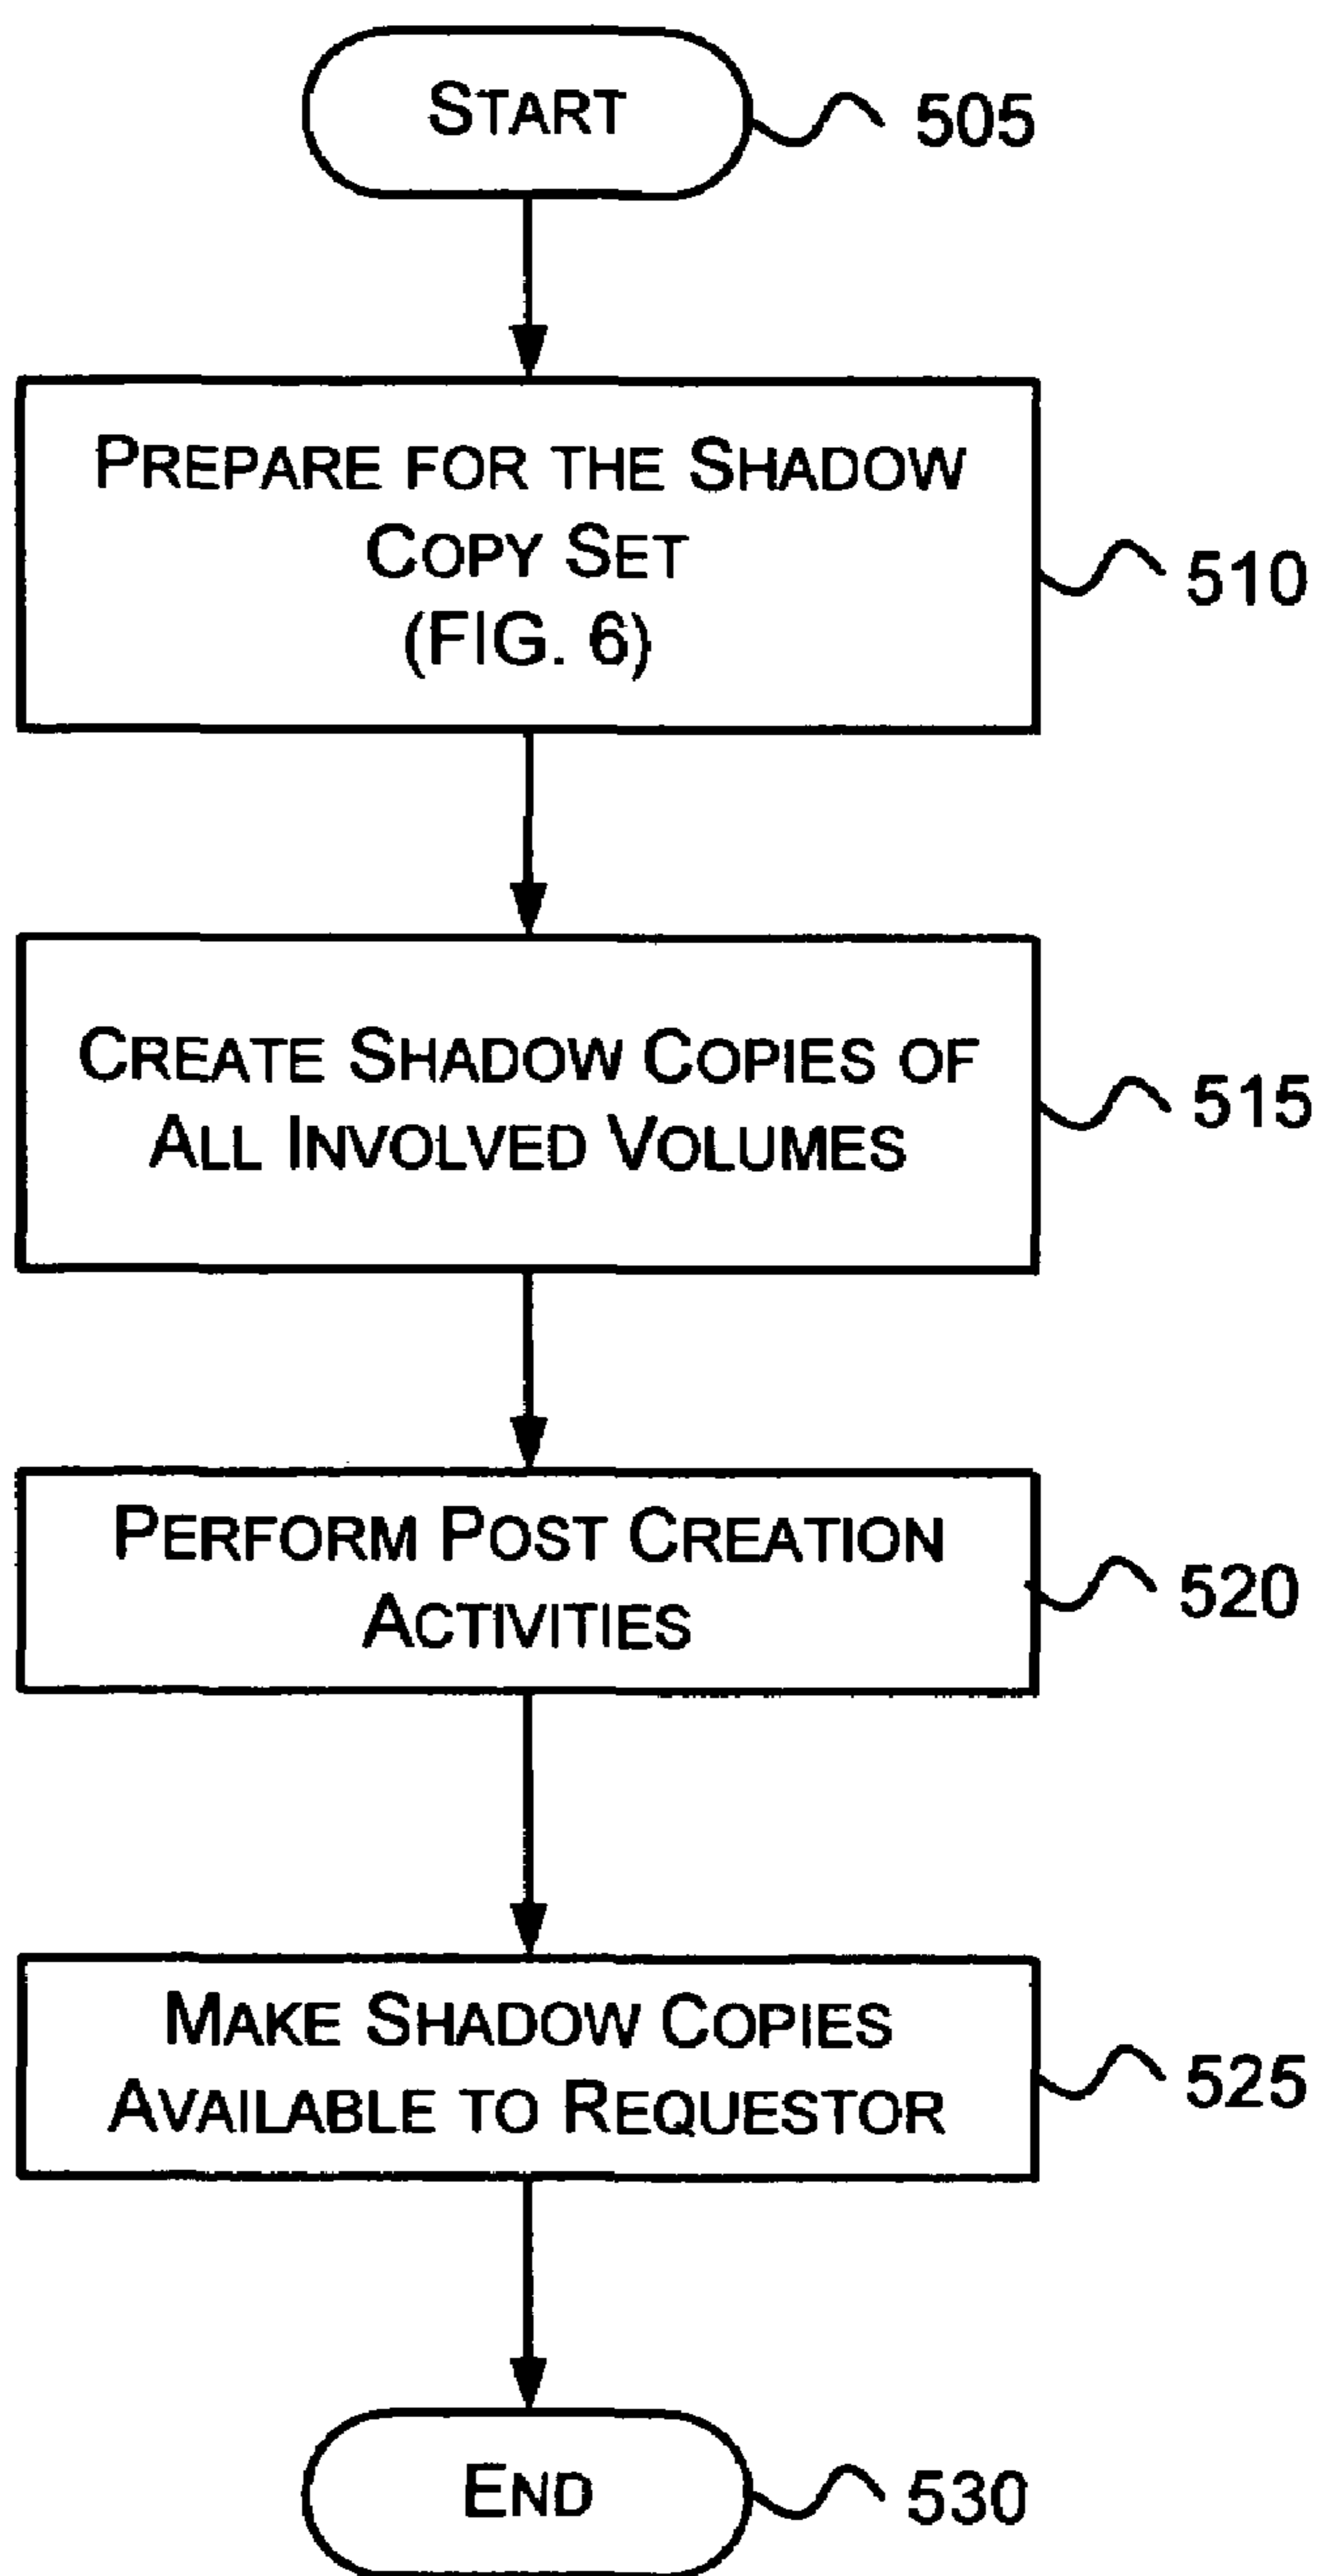 START
505
PREPARE FOR THE SHADOW
COPY SET
(FIG. 6)
510
CREATE SHADOW COPIES OF
ALL INVOLVED VOLUMES
515
PERFORM POST CREATION
ACTIVITIES
520
MAKE SHADOW COPIES
AVAILABLE TO REQUESTOR
525
END
530